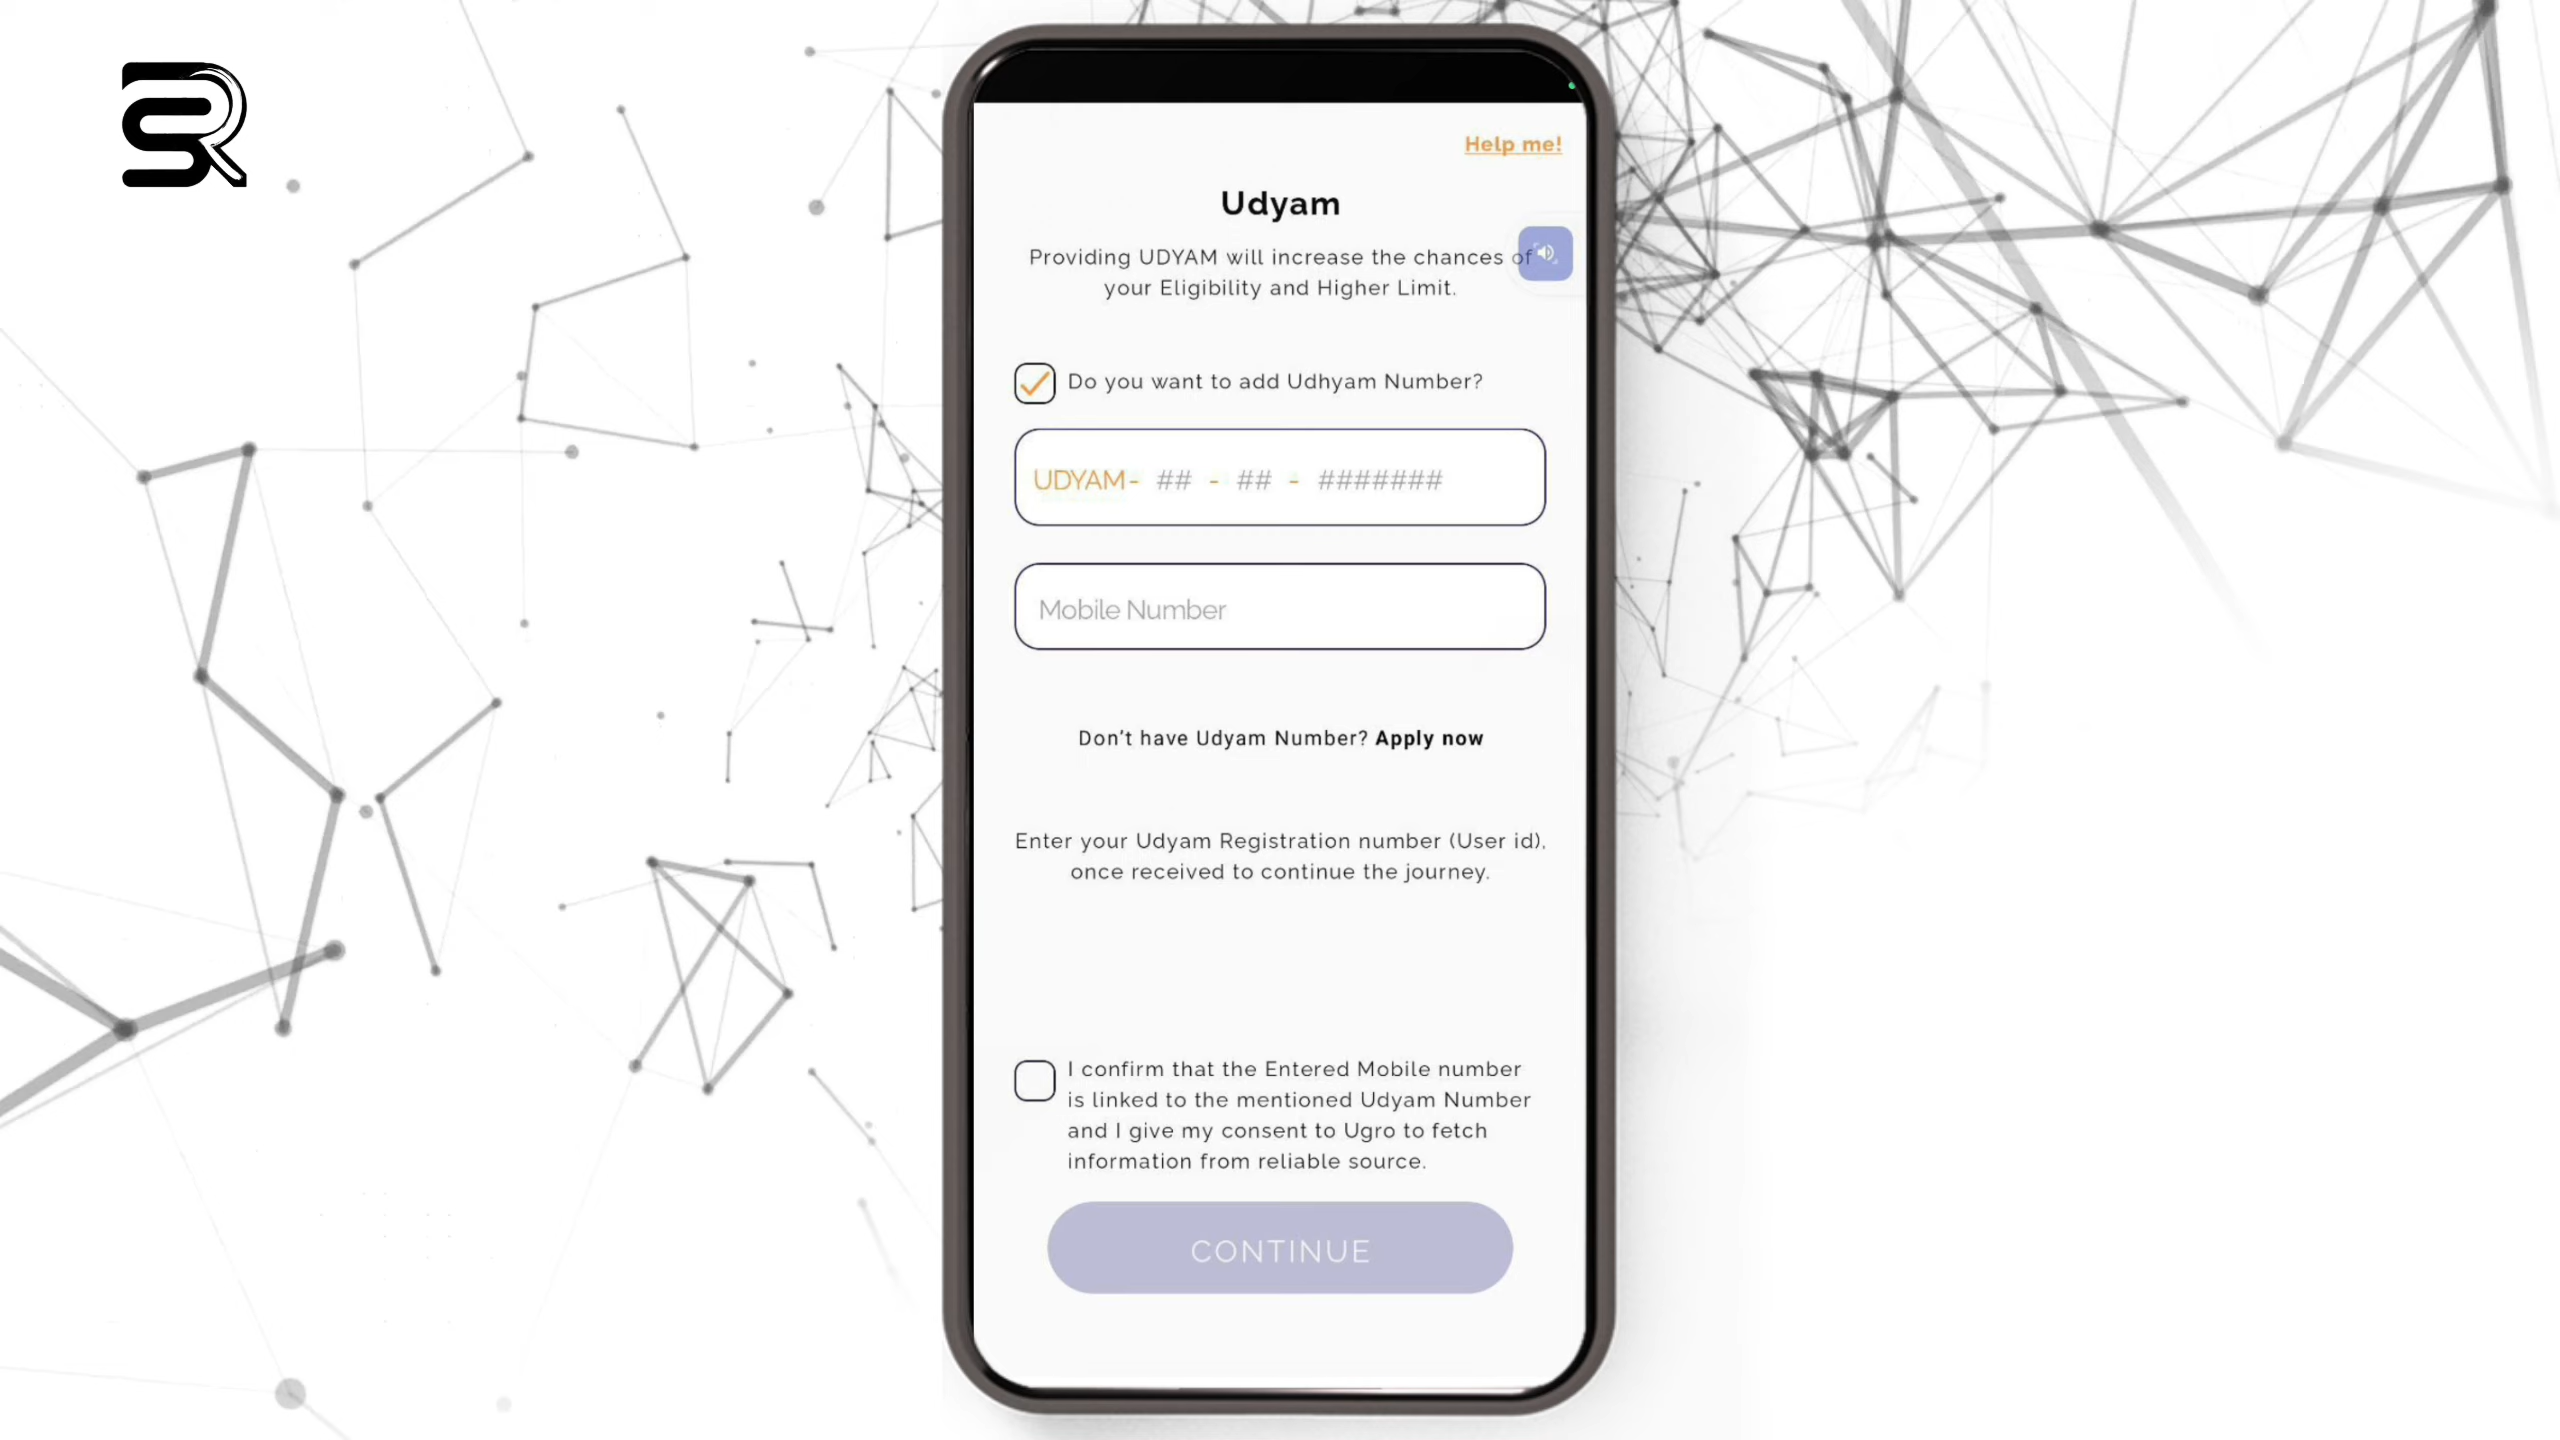 Help me!
Udyam
Providing UDYAM will increase the chances of
your Eligibility and Higher Limit.
Do you want to add Udhyam Number?
UDYAM- ## - ## - #######
Mobile Number
Don't have Udyam Number? Apply now
Enter your Udyam Registration number (User id),
once received to continue the journey.
I confirm that the Entered Mobile number
is linked to the mentioned Udyam Number
and I give my consent to Ugro to fetch
information from reliable source.
CONTINUE